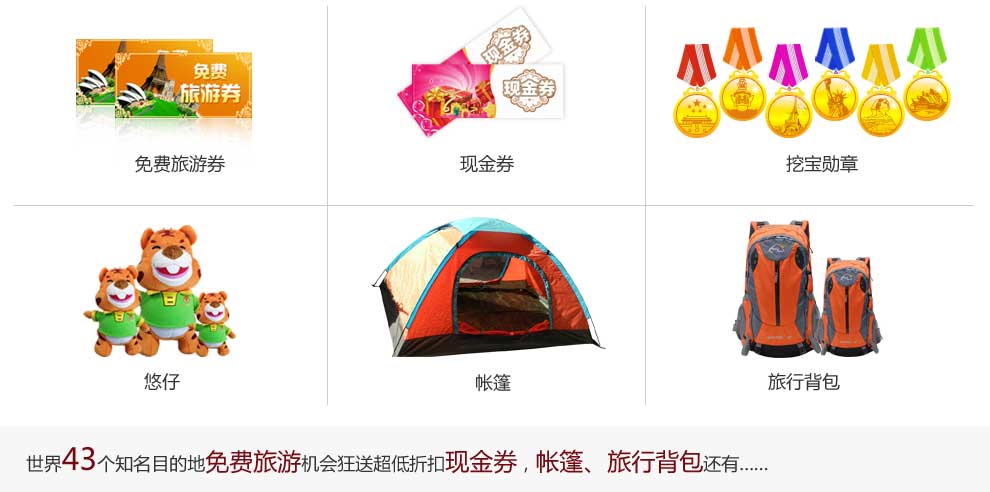 免费
免费
旅游券
现金券
现金券
免费旅游券
现金券
挖宝勋章
悠仔
帐篷
旅行背包
世界43个知名目的地免费旅游机会狂送超低折扣现金券，帐篷、旅行背包还有......